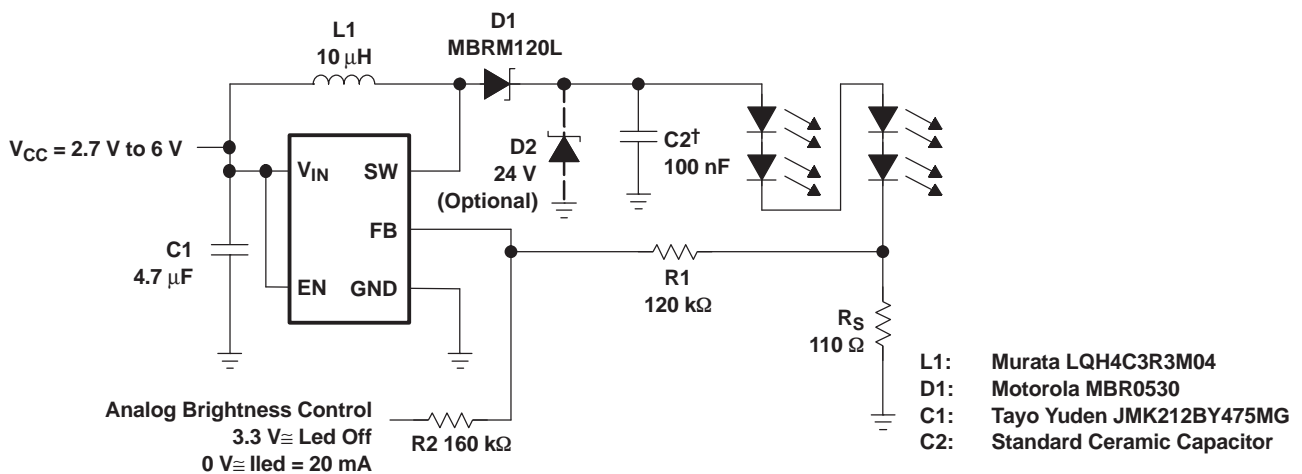 L1
10 μH
D1
MBRM120L
VCC = 2.7 V to 6 V
VIN
SW
FB
EN
GND
C1
4.7 μF
D2
24 V
(Optional)
C2†
100 nF
R1
120 kΩ
RS
110 Ω
Analog Brightness Control
3.3 V≅ Led Off
0 V≅ Iled = 20 mA
R2 160 kΩ
L1: Murata LQH4C3R3M04
D1: Motorola MBR0530
C1: Tayo Yuden JMK212BY475MG
C2: Standard Ceramic Capacitor